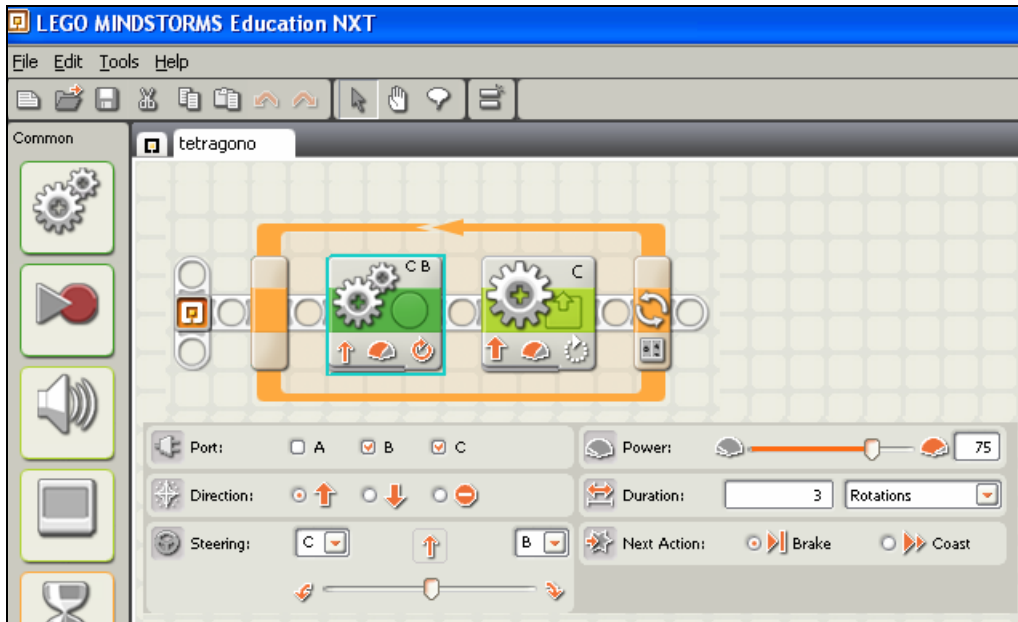 LEGO MINDSTORMS Education NXT
File Edit Tools Help
Common
tetragono
C B
C
Port: A B C
Power: 75
Direction:
Duration: 3 Rotations
Steering: C B
Next Action: Brake Coast